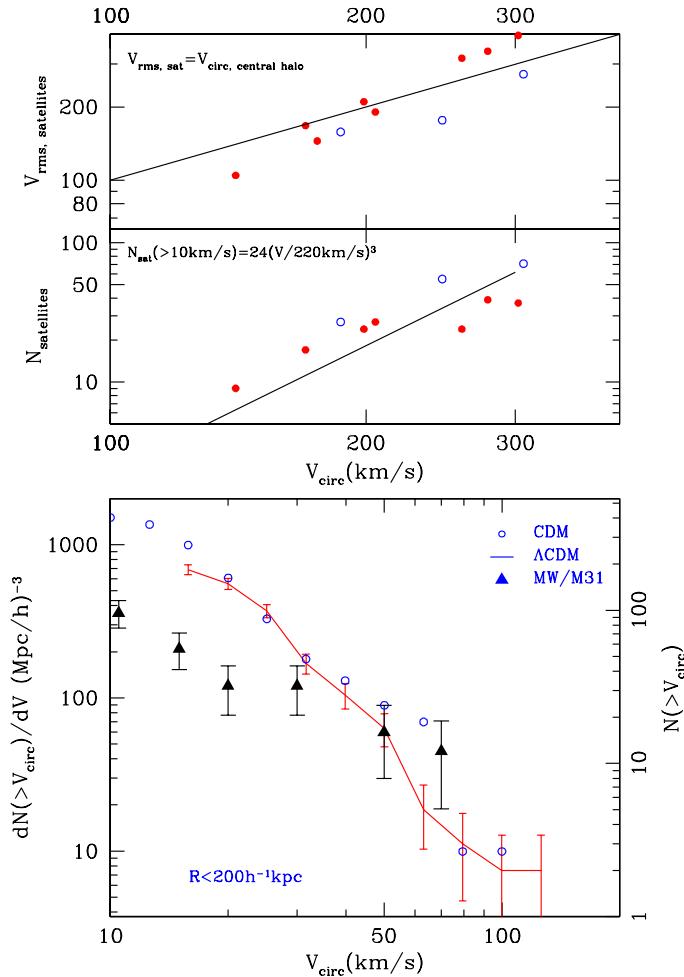 100 200 300
V_rms, sat=V_circ, central halo
V_rms, satellites
200
100
80
N_sat(>10km/s)=24(V/220km/s)³
N_satellites
100
50
10
100 200 300
V_circ(km/s)
CDM
ΛCDM
MW/M31
dN(>V_circ)/dV (Mpc/h)⁻³
1000
100
10
N(>V_circ)
100
10
1
R<200h⁻¹kpc
10 50 100
V_circ(km/s)